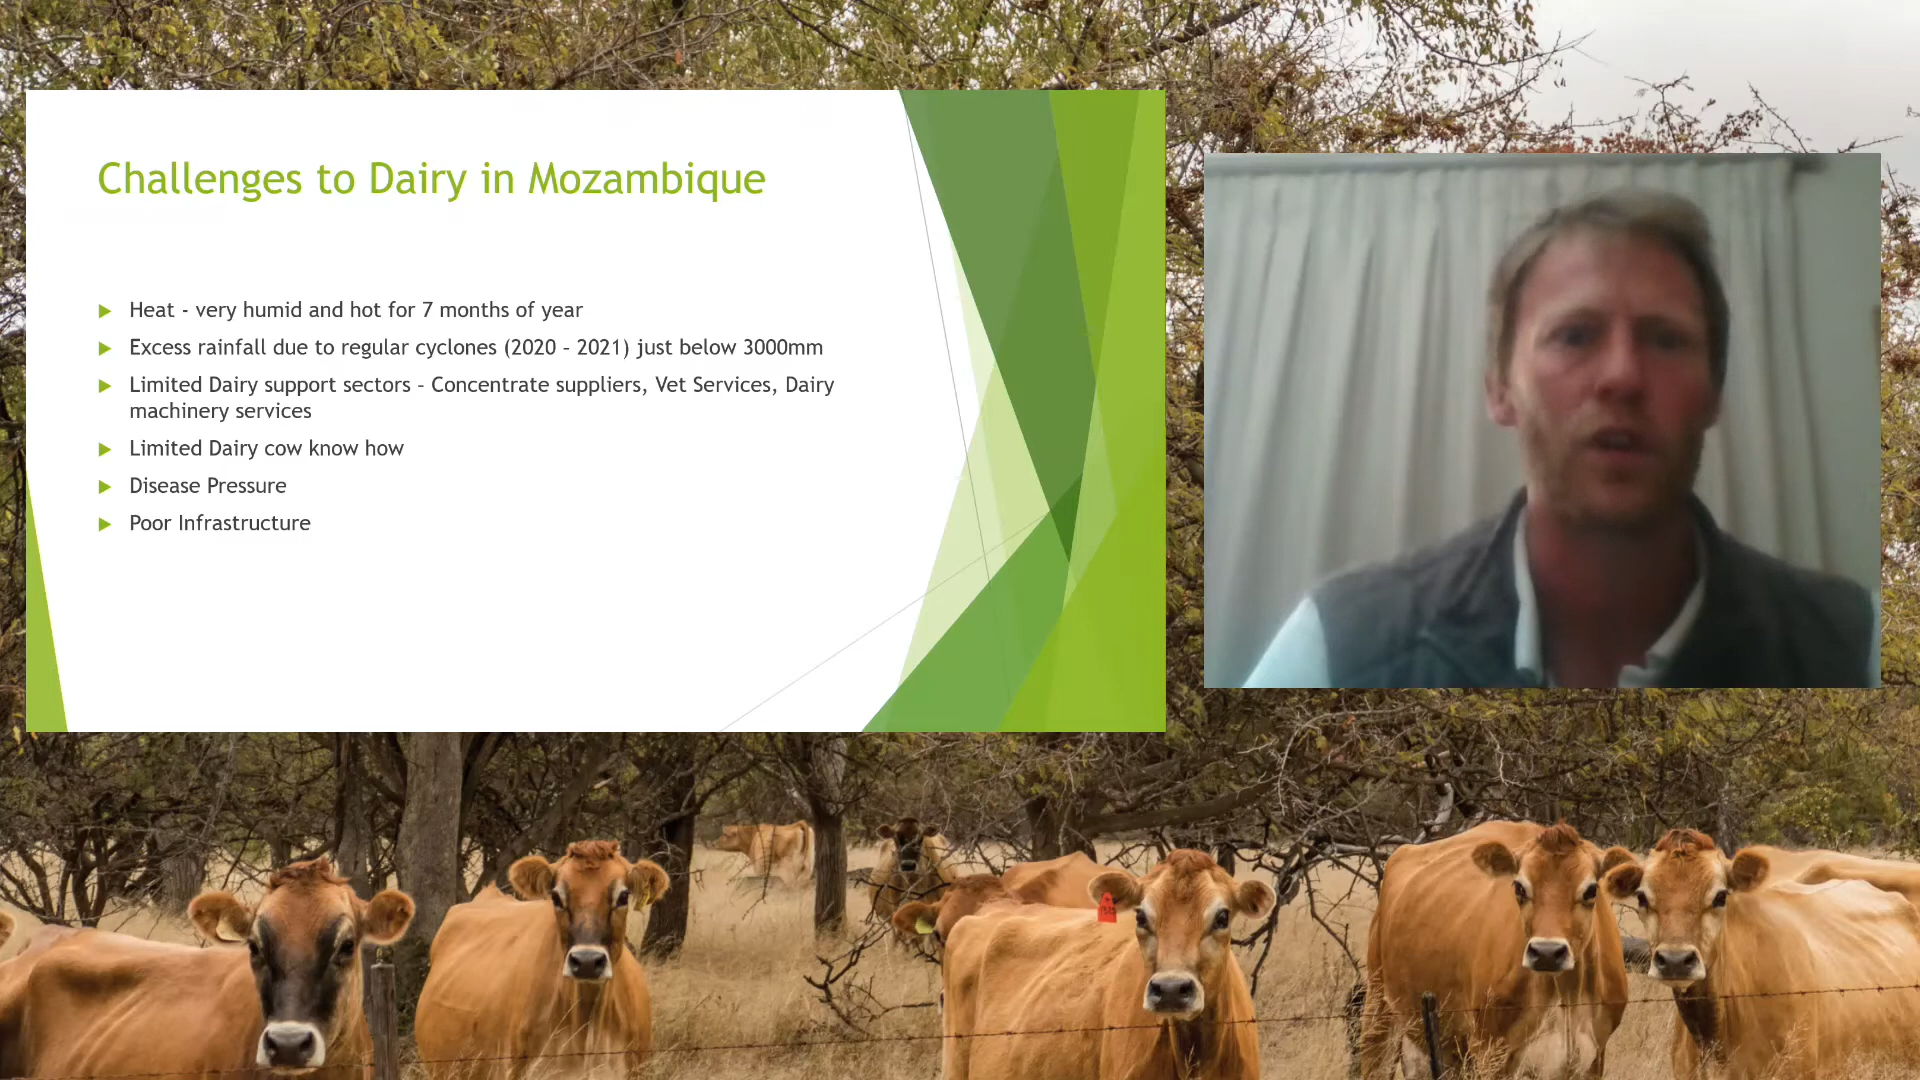 Challenges to Dairy in Mozambique
Heat - very humid and hot for 7 months of year
Excess rainfall due to regular cyclones (2020 – 2021) just below 3000mm
Limited Dairy support sectors – Concentrate suppliers, Vet Services, Dairy
machinery services
Limited Dairy cow know how
Disease Pressure
Poor Infrastructure